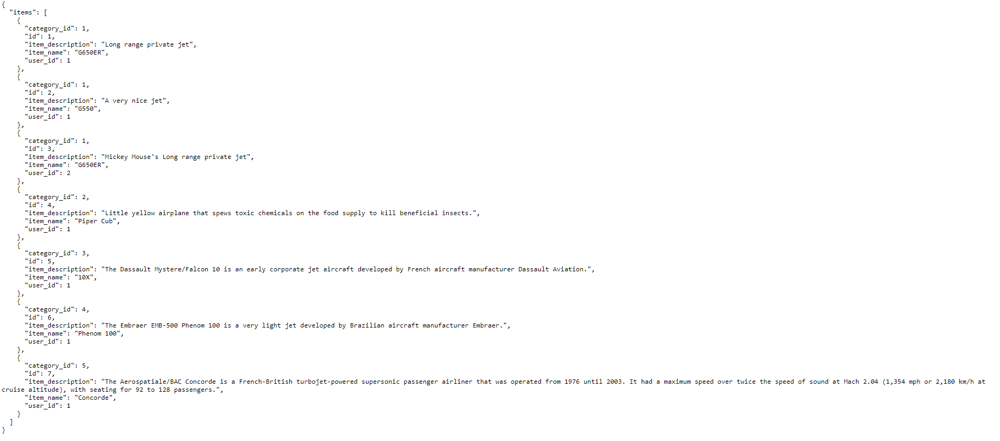 {
  "items": [
    {
      "category_id": 1,
      "id": 1,
      "item_description": "Long range private jet",
      "item_name": "G650ER",
      "user_id": 1
    },
    {
      "category_id": 1,
      "id": 2,
      "item_description": "A very nice jet",
      "item_name": "G550",
      "user_id": 1
    },
    {
      "category_id": 1,
      "id": 3,
      "item_description": "Mickey Mouse's Long range private jet",
      "item_name": "G650ER",
      "user_id": 2
    },
    {
      "category_id": 2,
      "id": 4,
      "item_description": "Little yellow airplane that spews toxic chemicals on the food supply to kill beneficial insects.",
      "item_name": "Piper Cub",
      "user_id": 1
    },
    {
      "category_id": 3,
      "id": 5,
      "item_description": "The Dassault Mystere/Falcon 10 is an early corporate jet aircraft developed by French aircraft manufacturer Dassault Aviation.",
      "item_name": "10X",
      "user_id": 1
    },
    {
      "category_id": 4,
      "id": 6,
      "item_description": "The Embraer EMB-500 Phenom 100 is a very light jet developed by Brazilian aircraft manufacturer Embraer.",
      "item_name": "Phenom 100",
      "user_id": 1
    },
    {
      "category_id": 5,
      "id": 7,
      "item_description": "The Aerospatiale/BAC Concorde is a French-British turbojet-powered supersonic passenger airliner that was operated from 1976 until 2003. It had a maximum speed over twice the speed of sound at Mach 2.04 (1,354 mph or 2,180 km/h at
cruise altitude), with seating for 92 to 128 passengers.",
      "item_name": "Concorde",
      "user_id": 1
    }
  ]
}